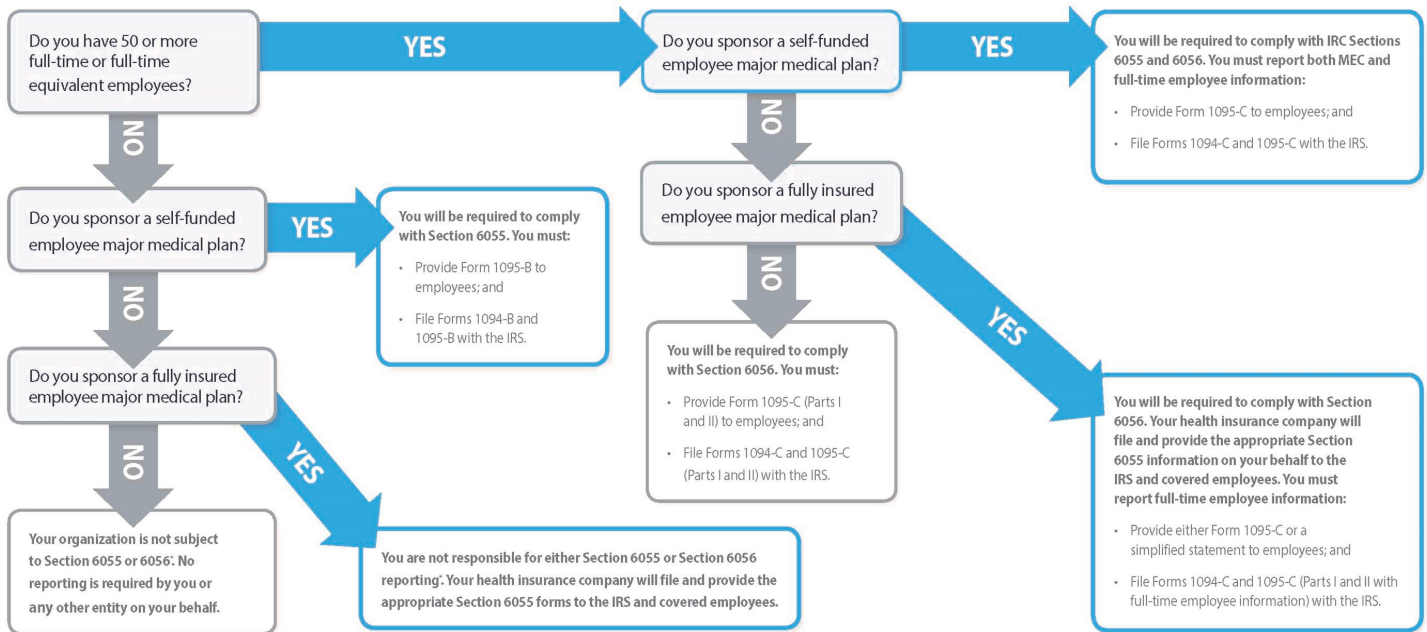 Do you have 50 or more
full-time or full-time
equivalent employees?
YES
Do you sponsor a self-funded
employee major medical plan?
YES
You will be required to comply with IRC Sections
6055 and 6056. You must report both MEC and
full-time employee information:
• Provide Form 1095-C to employees; and
• File Forms 1094-C and 1095-C with the IRS.
NO
NO
Do you sponsor a self-funded
employee major medical plan?
YES
You will be required to comply
with Section 6055. You must:
• Provide Form 1095-B to
employees; and
• File Forms 1094-B and
1095-B with the IRS.
Do you sponsor a fully insured
employee major medical plan?
NO
NO
YES
Do you sponsor a fully insured
employee major medical plan?
You will be required to comply
with Section 6056. You must:
• Provide Form 1095-C (Parts I
and II) to employees; and
• File Forms 1094-C and 1095-C
(Parts I and II) with the IRS.
You will be required to comply with Section
6056. Your health insurance company will
file and provide the appropriate Section
6055 information on your behalf to the
IRS and covered employees. You must
report full-time employee information:
• Provide either Form 1095-C or a
simplified statement to employees; and
• File Forms 1094-C and 1095-C (Parts I and II with
full-time employee information) with the IRS.
NO
YES
Your organization is not subject
to Section 6055 or 6056*. No
reporting is required by you or
any other entity on your behalf.
You are not responsible for either Section 6055 or Section 6056
reporting*. Your health insurance company will file and provide the
appropriate Section 6055 forms to the IRS and covered employees.